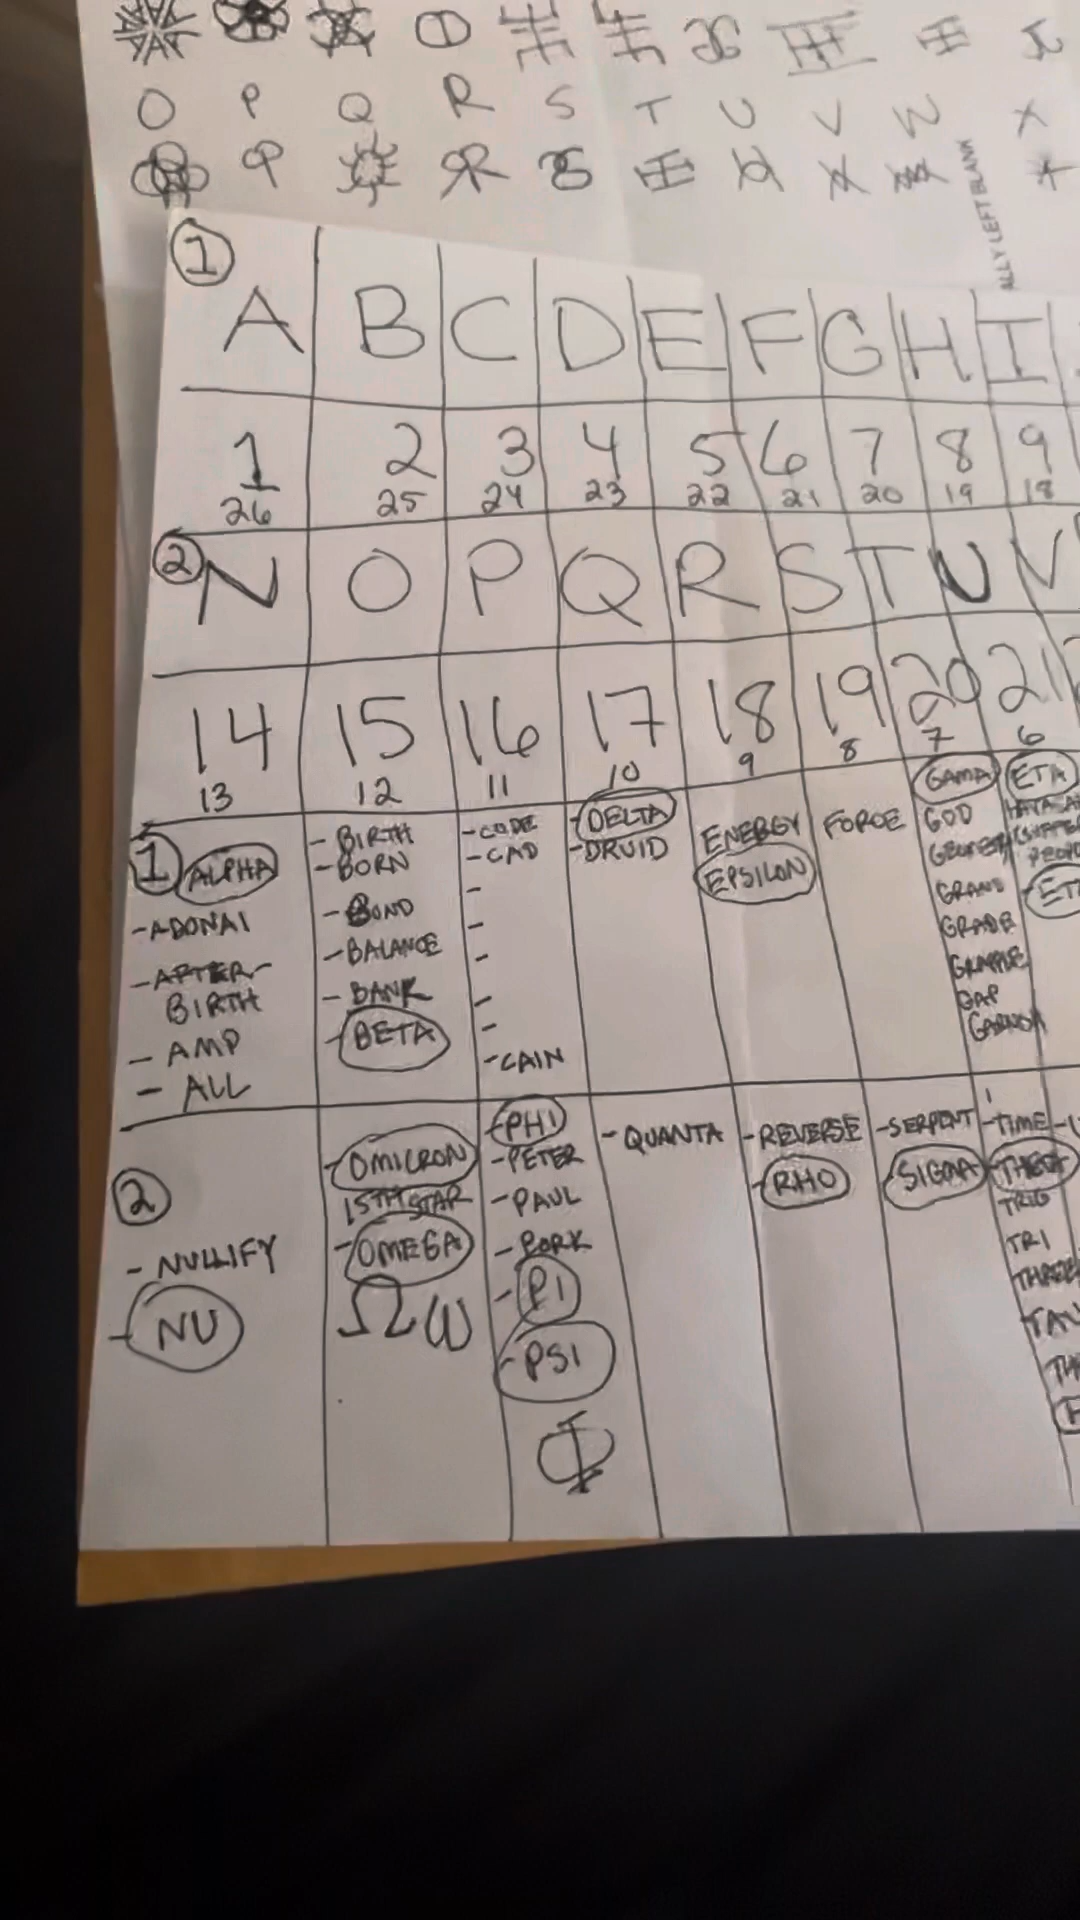 O P Q R S T U V W X
ALLY LEFT BLANK
1
A B C D E F G H I
1 2 3 4 5 6 7 8 9
26 25 24 23 22 21 20 19 18
2
N O P Q R S T U V
14 15 16 17 18 19 20 21
13 12 11 10 9 8 7 6
1
ALPHA
-ADONAI
-AFTER-
BIRTH
- AMP
- ALL
- BIRTH
- BORN
- BOND
-BALANCE
- BANK
- BETA
-CODE
-CAD
-
-
-
-
-
-CAIN
-DELTA
-DRUID
ENERGY
EPSILON
FORCE
GAMA
GOD
GRAND
GRADE
GRAPPLE
GAP
ETA
2
- NULLIFY
- NU
- OMICRON
15TH STAR
- OMEGA
Ω ω
- PHI
-PETER
- PAUL
- PORK
- PI
- PSI
Φ
- QUANTA
-REVERSE
- RHO
-SERPENT
- SIGMA
-TIME
TRIG
TRI